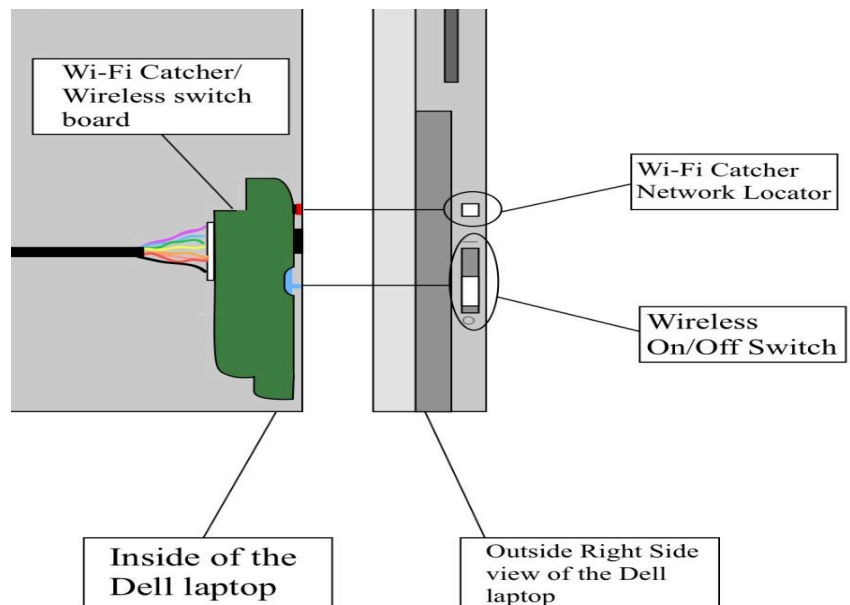 Wi-Fi Catcher/
Wireless switch
board
Wi-Fi Catcher
Network Locator
Wireless
On/Off Switch
Inside of the
Dell laptop
Outside Right Side
view of the Dell
laptop